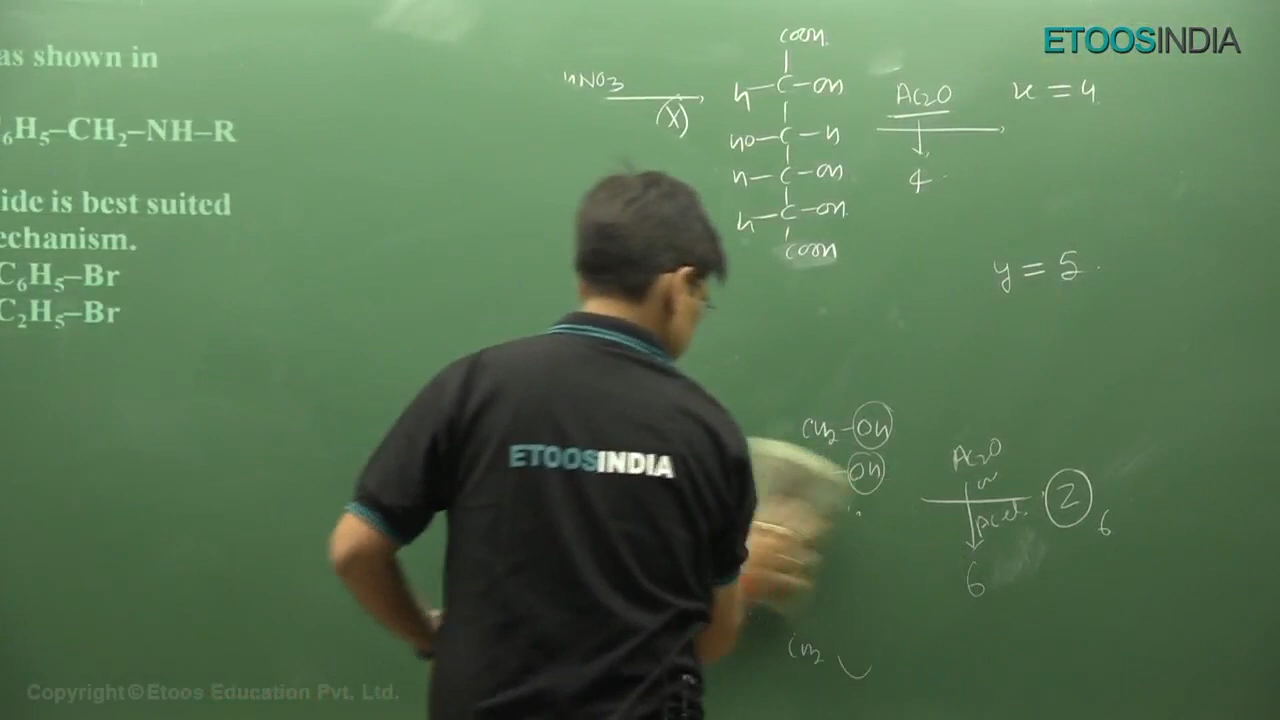 ETOOSINDIA
as shown in
6H5–CH2–NH–R
ide is best suited
echanism.
C6H5–Br
C2H5–Br
HNO3
(X)
COOH
H–C–OH
HO–C–H
H–C–OH
H–C–OH
COOH
Ac2O
4
x = 4
y = 5
CH2–OH
OH
Ac2O
6
Z
6
CH2
ETOOSINDIA
Copyright©Etoos Education Pvt. Ltd.